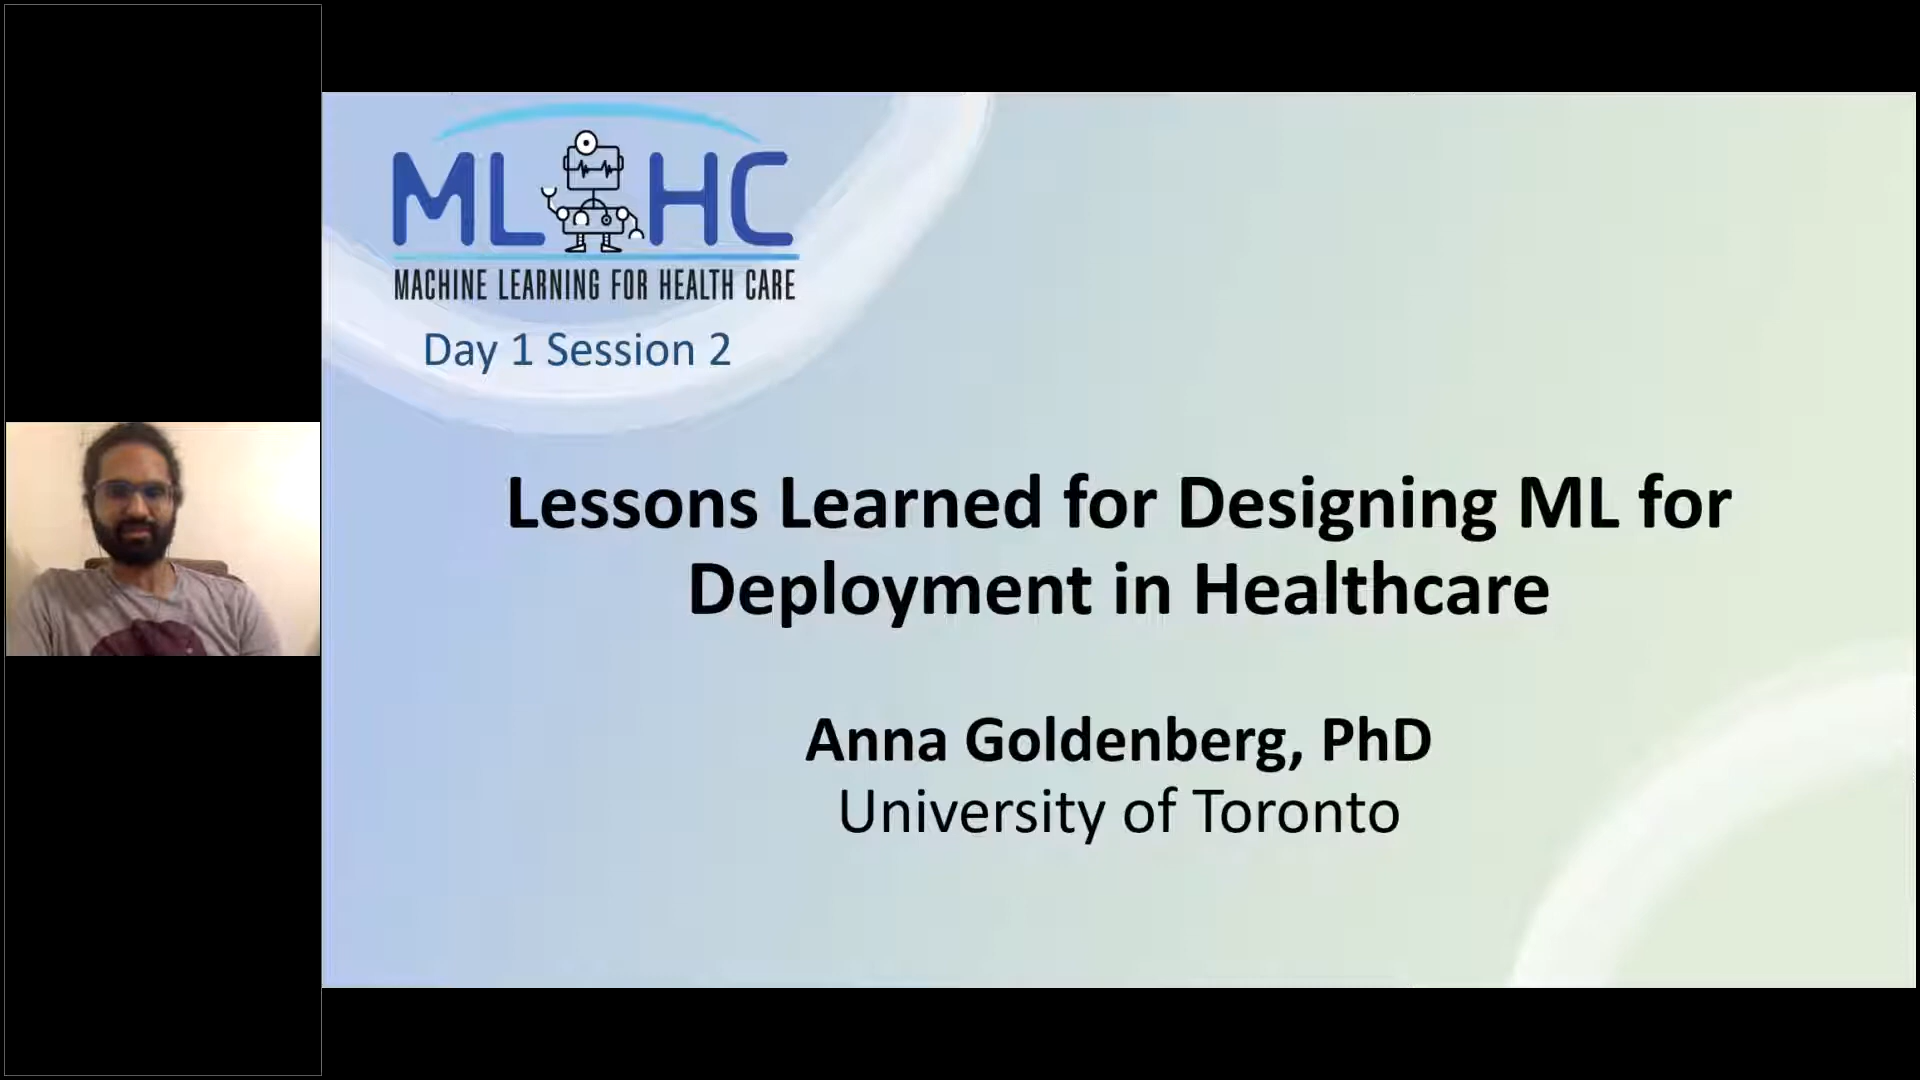 ML HC
MACHINE LEARNING FOR HEALTH CARE
Day 1 Session 2
Lessons Learned for Designing ML for
Deployment in Healthcare
Anna Goldenberg, PhD
University of Toronto